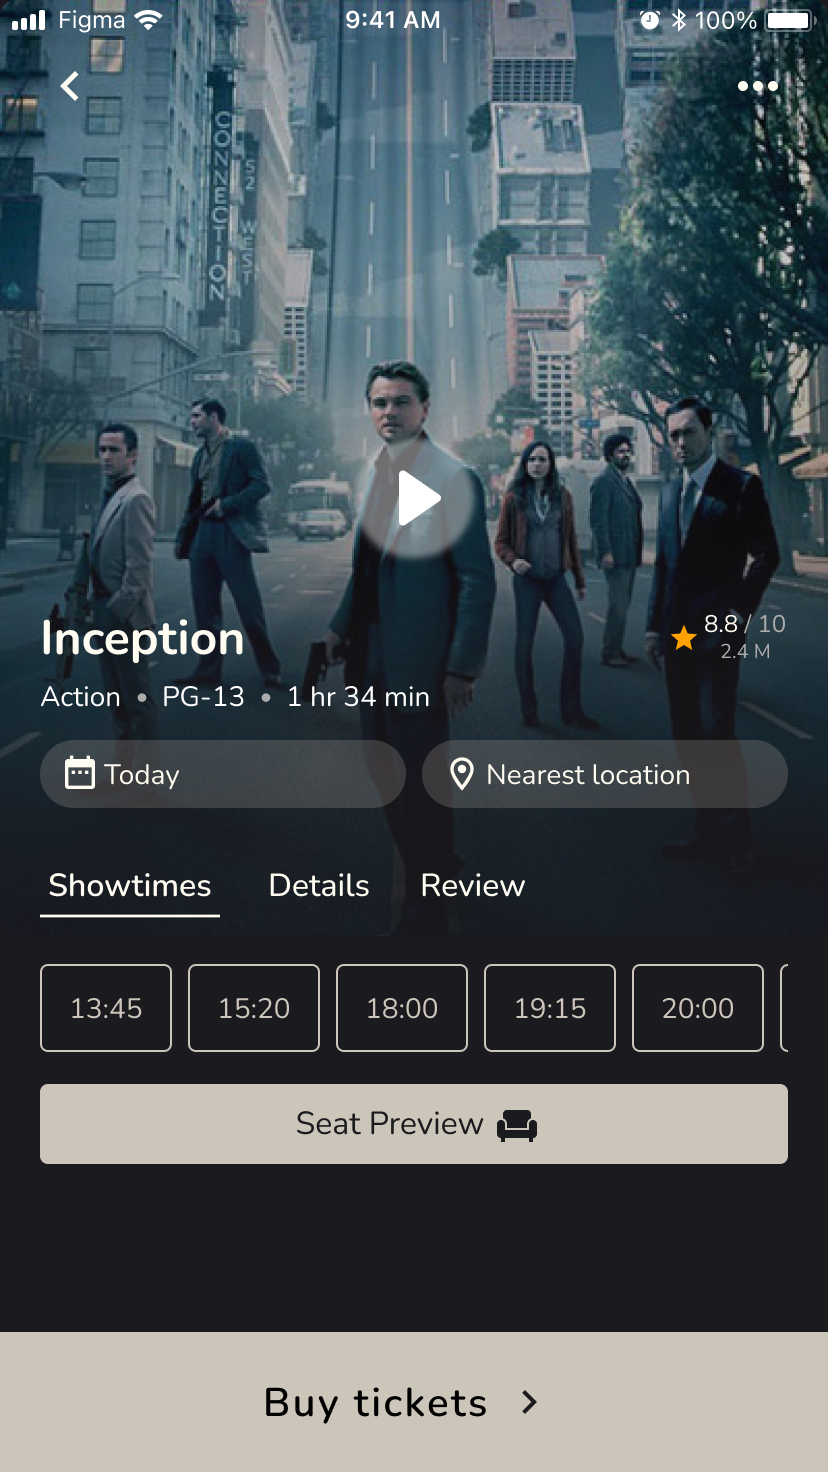 Figma 9:41 AM 100%
CONNECTION
52 WEST
Inception
8.8 / 10
2.4 M
Action • PG-13 • 1 hr 34 min
Today Nearest location
Showtimes Details Review
13:45 15:20 18:00 19:15 20:00
Seat Preview
Buy tickets